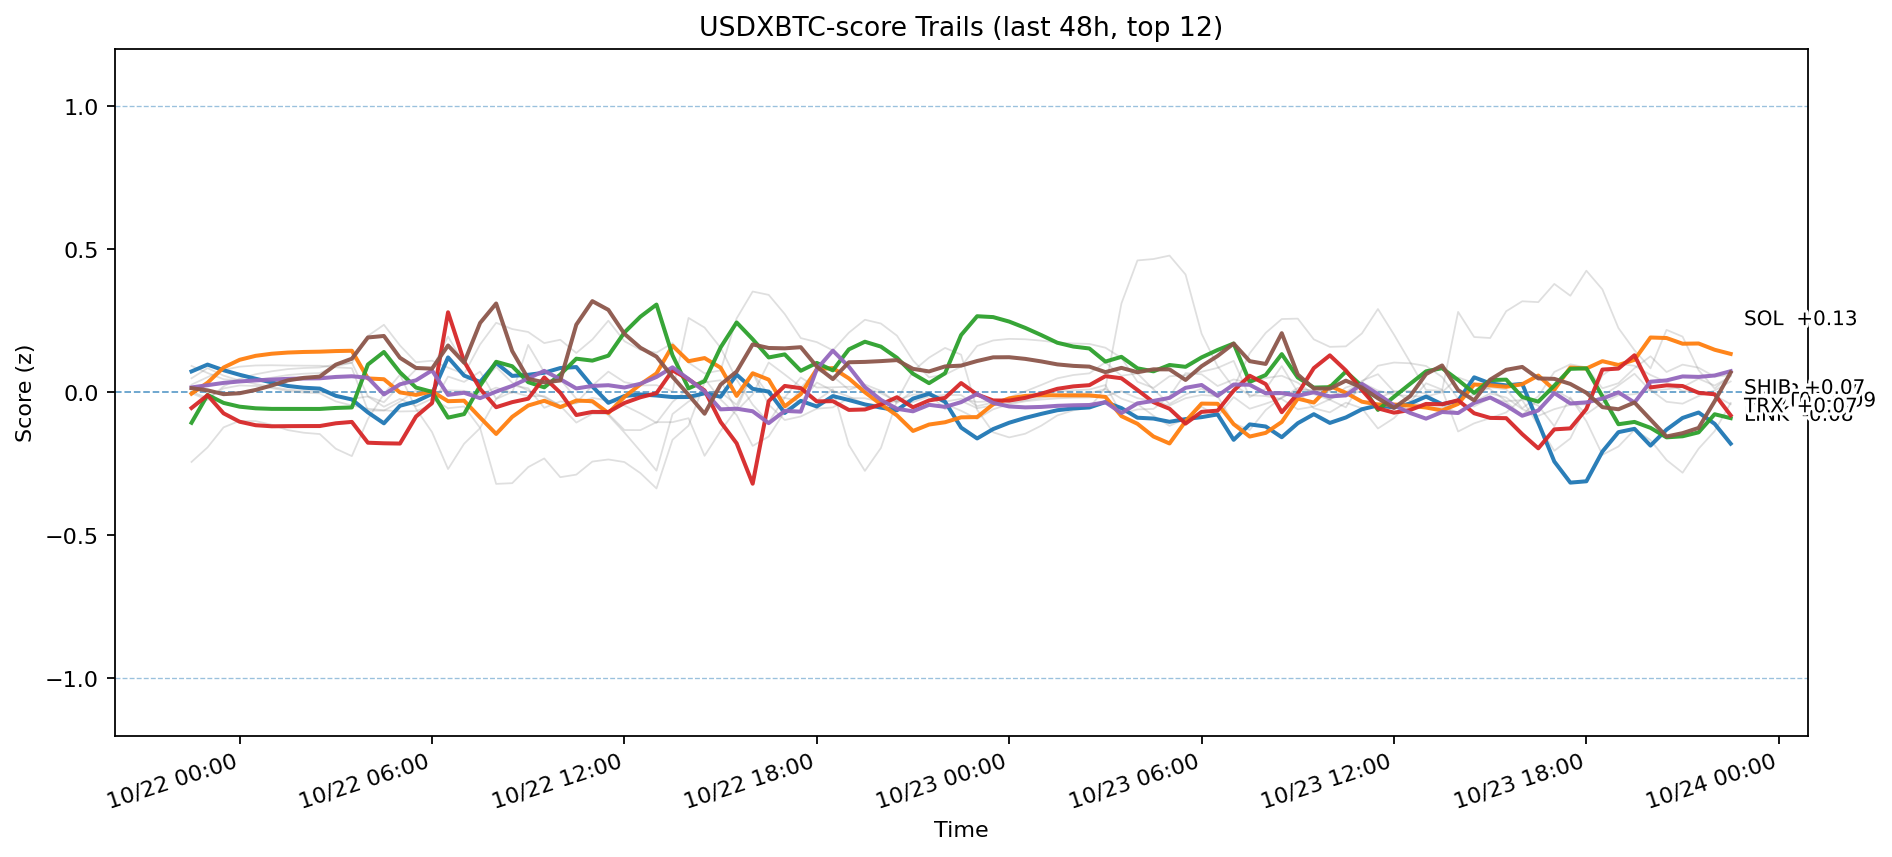 USDXBTC-score Trails (last 48h, top 12)
Score (z)
1.0
0.5
0.0
−0.5
−1.0
SOL +0.13
SHIB +0.07
TRX +0.07
LINK -0.08
10/22 00:00
10/22 06:00
10/22 12:00
10/22 18:00
10/23 00:00
10/23 06:00
10/23 12:00
10/23 18:00
10/24 00:00
Time